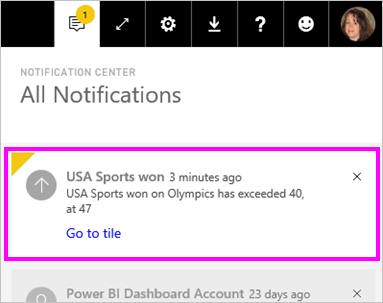 1
?
NOTIFICATION CENTER
All Notifications
USA Sports won 3 minutes ago
USA Sports won on Olympics has exceeded 40,
at 47
Go to tile
Power BI Dashboard Account 23 days ago